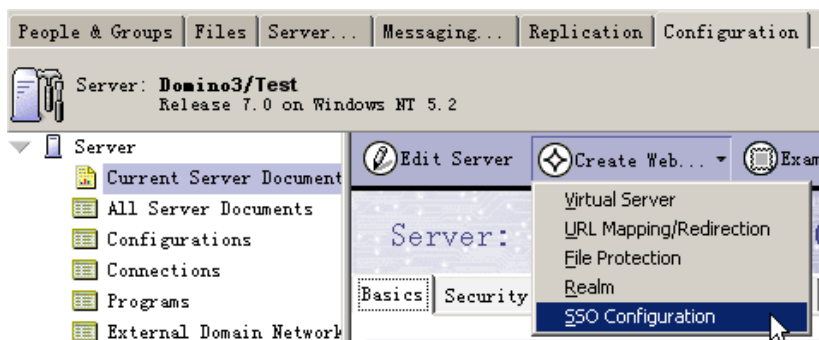 People & Groups Files Server... Messaging... Replication Configuration
Server: Domino3/Test
Release 7.0 on Windows NT 5.2
Server
Current Server Document
All Server Documents
Configurations
Connections
Programs
External Domain Network
Edit Server Create Web... Exam
Virtual Server
URL Mapping/Redirection
File Protection
Realm
SSO Configuration
Server:
Basics Security